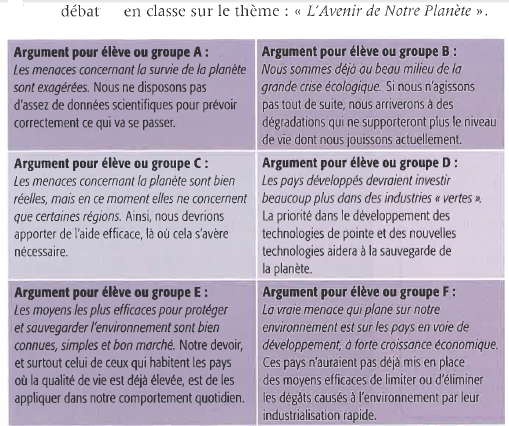 débat en classe sur le thème : « L'Avenir de Notre Planète ».
Argument pour élève ou groupe A :
Les menaces concernant la survie de la planète
sont exagérées. Nous ne disposons pas
d'assez de données scientifiques pour prévoir
correctement ce qui va se passer.
Argument pour élève ou groupe B :
Nous sommes déjà au beau milieu de la
grande crise écologique. Si nous n'agissons
pas tout de suite, nous arriverons à des
dégradations qui ne supporteront plus le niveau
de vie dont nous jouissons actuellement.
Argument pour élève ou groupe C :
Les menaces concernant la planète sont bien
réelles, mais en ce moment elles ne concernent
que certaines régions. Ainsi, nous devrions
apporter de l'aide efficace, là où cela s'avère
nécessaire.
Argument pour élève ou groupe D :
Les pays développés devraient investir
beaucoup plus dans des industries « vertes ».
La priorité dans le développement des
technologies de pointe et des nouvelles
technologies aidera à la sauvegarde de
la planète.
Argument pour élève ou groupe E :
Les moyens les plus efficaces pour protéger
et sauvegarder l'environnement sont bien
connues, simples et bon marché. Notre devoir,
et surtout celui de ceux qui habitent les pays
où la qualité de vie est déjà élevée, est de les
appliquer dans notre comportement quotidien.
Argument pour élève ou groupe F :
La vraie menace qui plane sur notre
environnement est sur les pays en voie de
développement, à forte croissance économique.
Ces pays n'auraient pas déjà mis en place
des moyens efficaces de limiter ou d'éliminer
les dégâts causés à l'environnement par leur
industrialisation rapide.